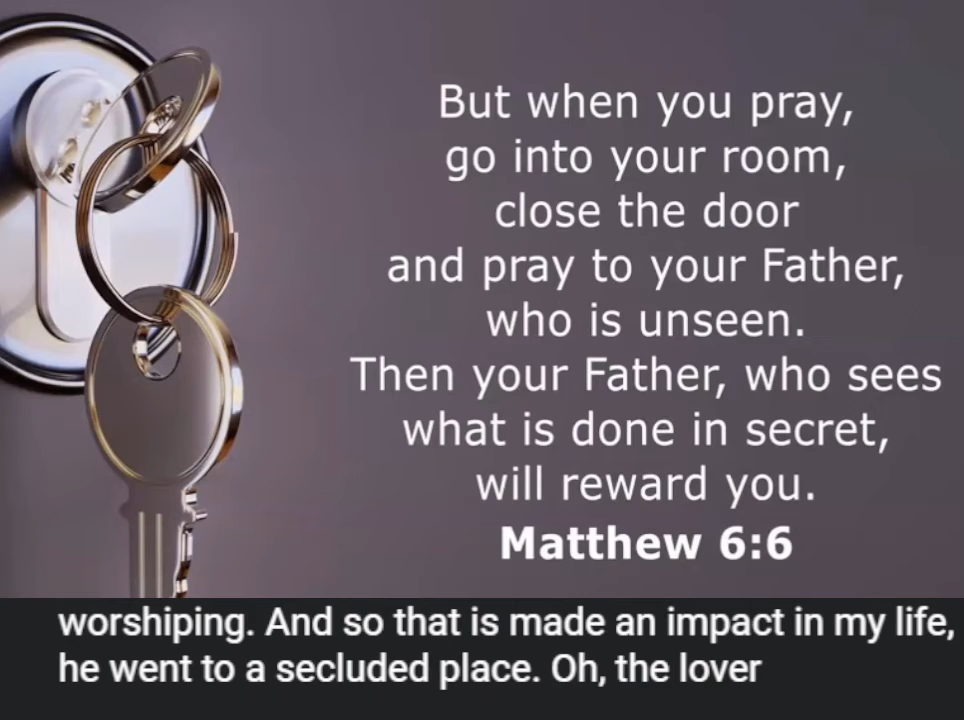 But when you pray,
go into your room,
close the door
and pray to your Father,
who is unseen.
Then your Father, who sees
what is done in secret,
will reward you.
Matthew 6:6
worshiping. And so that is made an impact in my life,
he went to a secluded place. Oh, the lover